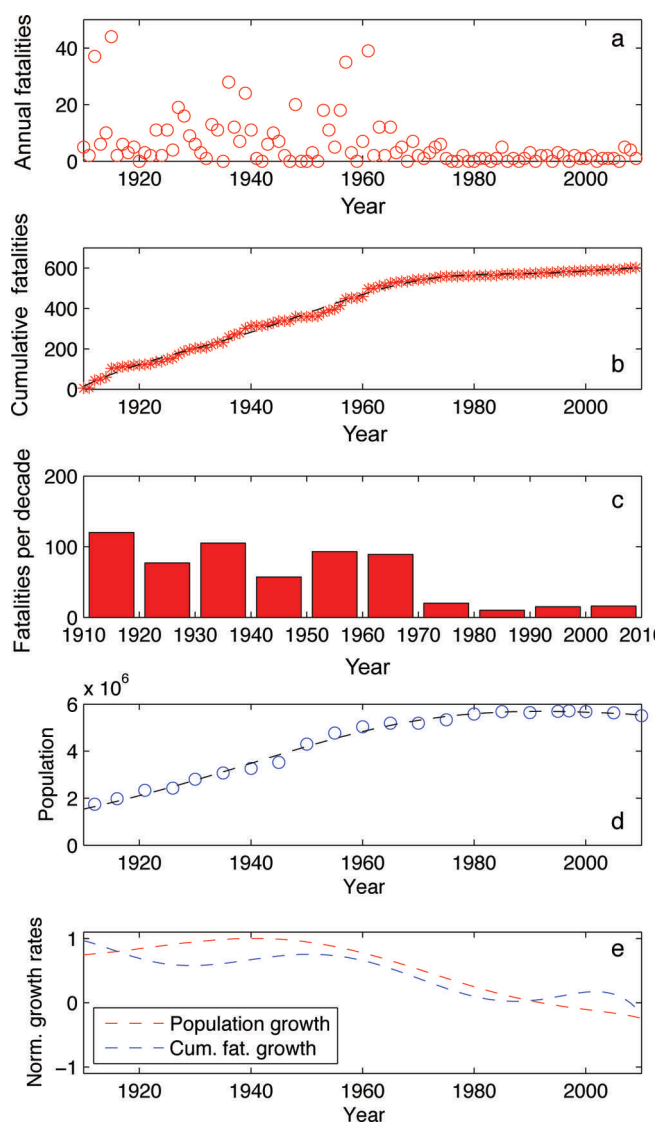 Annual fatalities
40
20
0
a
1920 1940 1960 1980 2000
Year
Cumulative fatalities
600
400
200
0
b
1920 1940 1960 1980 2000
Year
Fatalities per decade
200
100
0
c
1910 1920 1930 1940 1950 1960 1970 1980 1990 2000
Year
x 10^6
Population
6
4
2
0
d
1920 1940 1960 1980 2000
Year
Norm. growth rates
1
0
−1
e
Population growth
Cum. fat. growth
1920 1940 1960 1980 2000
Year